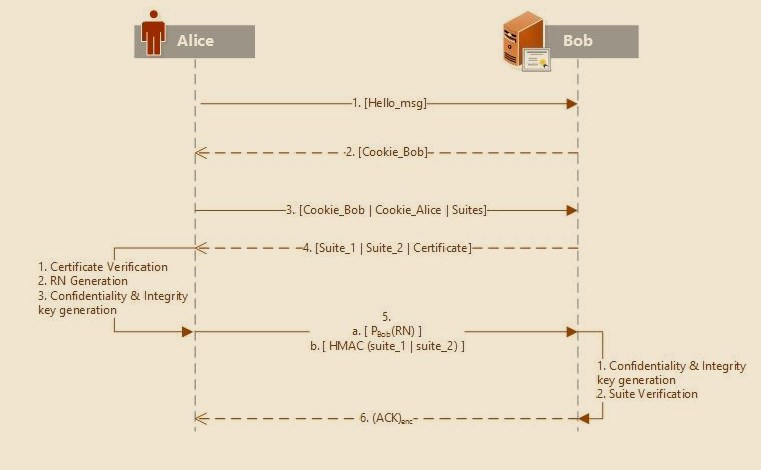 Alice
Bob
1. [Hello_msg]
2. [Cookie_Bob]
3. [Cookie_Bob | Cookie_Alice | Suites]
4. [Suite_1 | Suite_2 | Certificate]
1. Certificate Verification
2. RN Generation
3. Confidentiality & Integrity
key generation
5.
a. [ PBob(RN) ]
b. [ HMAC (suite_1 | suite_2) ]
1. Confidentiality & Integrity
key generation
2. Suite Verification
6. (ACK)enc